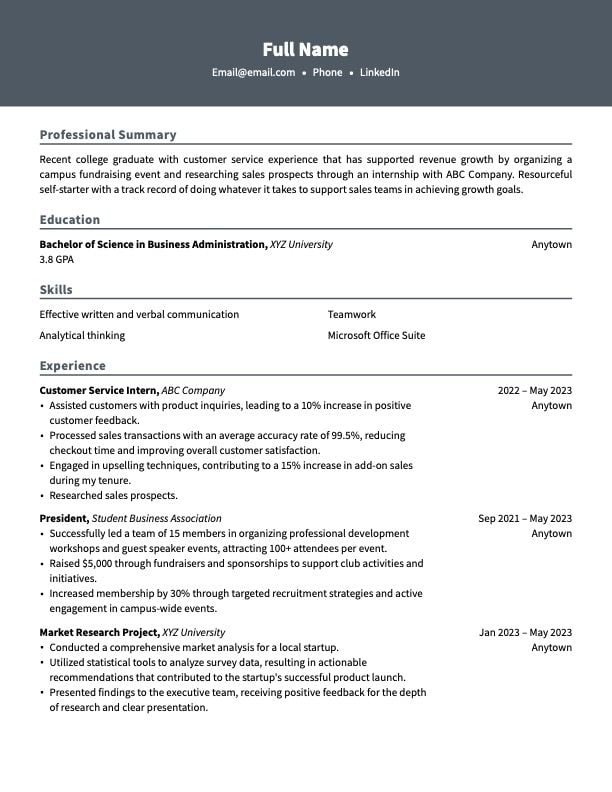 Full Name
Email@email.com • Phone • LinkedIn
Professional Summary
Recent college graduate with customer service experience that has supported revenue growth by organizing a
campus fundraising event and researching sales prospects through an internship with ABC Company. Resourceful
self-starter with a track record of doing whatever it takes to support sales teams in achieving growth goals.
Education
Bachelor of Science in Business Administration, XYZ University Anytown
3.8 GPA
Skills
Effective written and verbal communication Teamwork
Analytical thinking Microsoft Office Suite
Experience
Customer Service Intern, ABC Company 2022 – May 2023
• Assisted customers with product inquiries, leading to a 10% increase in positive Anytown
customer feedback.
• Processed sales transactions with an average accuracy rate of 99.5%, reducing
checkout time and improving overall customer satisfaction.
• Engaged in upselling techniques, contributing to a 15% increase in add-on sales
during my tenure.
• Researched sales prospects.
President, Student Business Association Sep 2021 – May 2023
• Successfully led a team of 15 members in organizing professional development Anytown
workshops and guest speaker events, attracting 100+ attendees per event.
• Raised $5,000 through fundraisers and sponsorships to support club activities and
initiatives.
• Increased membership by 30% through targeted recruitment strategies and active
engagement in campus-wide events.
Market Research Project, XYZ University Jan 2023 – May 2023
• Conducted a comprehensive market analysis for a local startup. Anytown
• Utilized statistical tools to analyze survey data, resulting in actionable
recommendations that contributed to the startup's successful product launch.
• Presented findings to the executive team, receiving positive feedback for the depth
of research and clear presentation.